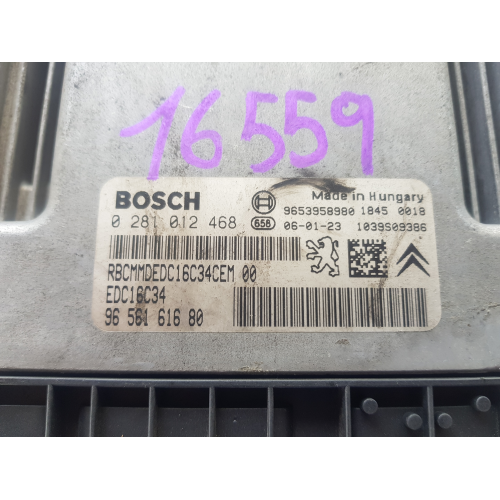 16559
BOSCH
Made in Hungary
0 281 012 468
658
9653958980 1845 0018
06-01-23 1039S09386
RBCMMDEDC16C34CEM 00
EDC16C34
96 561 616 80